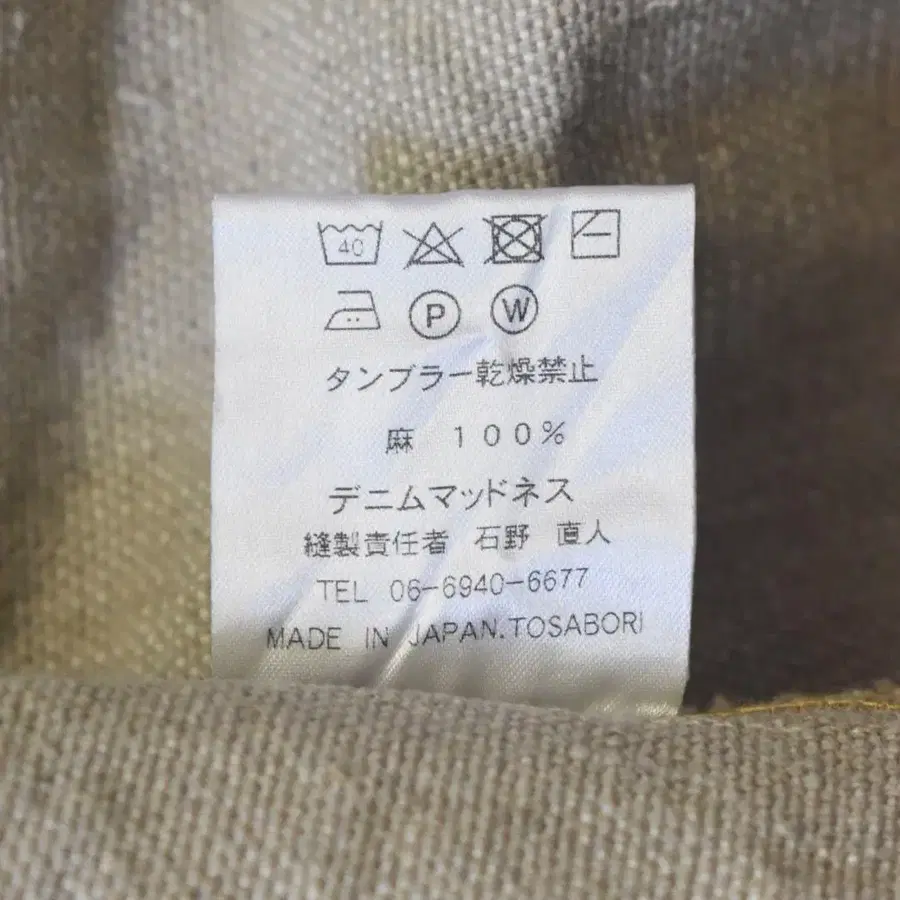 40
P W
タンブラー乾燥禁止
麻 100%
デニムマッドネス
縫製責任者 石野 直人
TEL 06-6940-6677
MADE IN JAPAN.TOSABORI